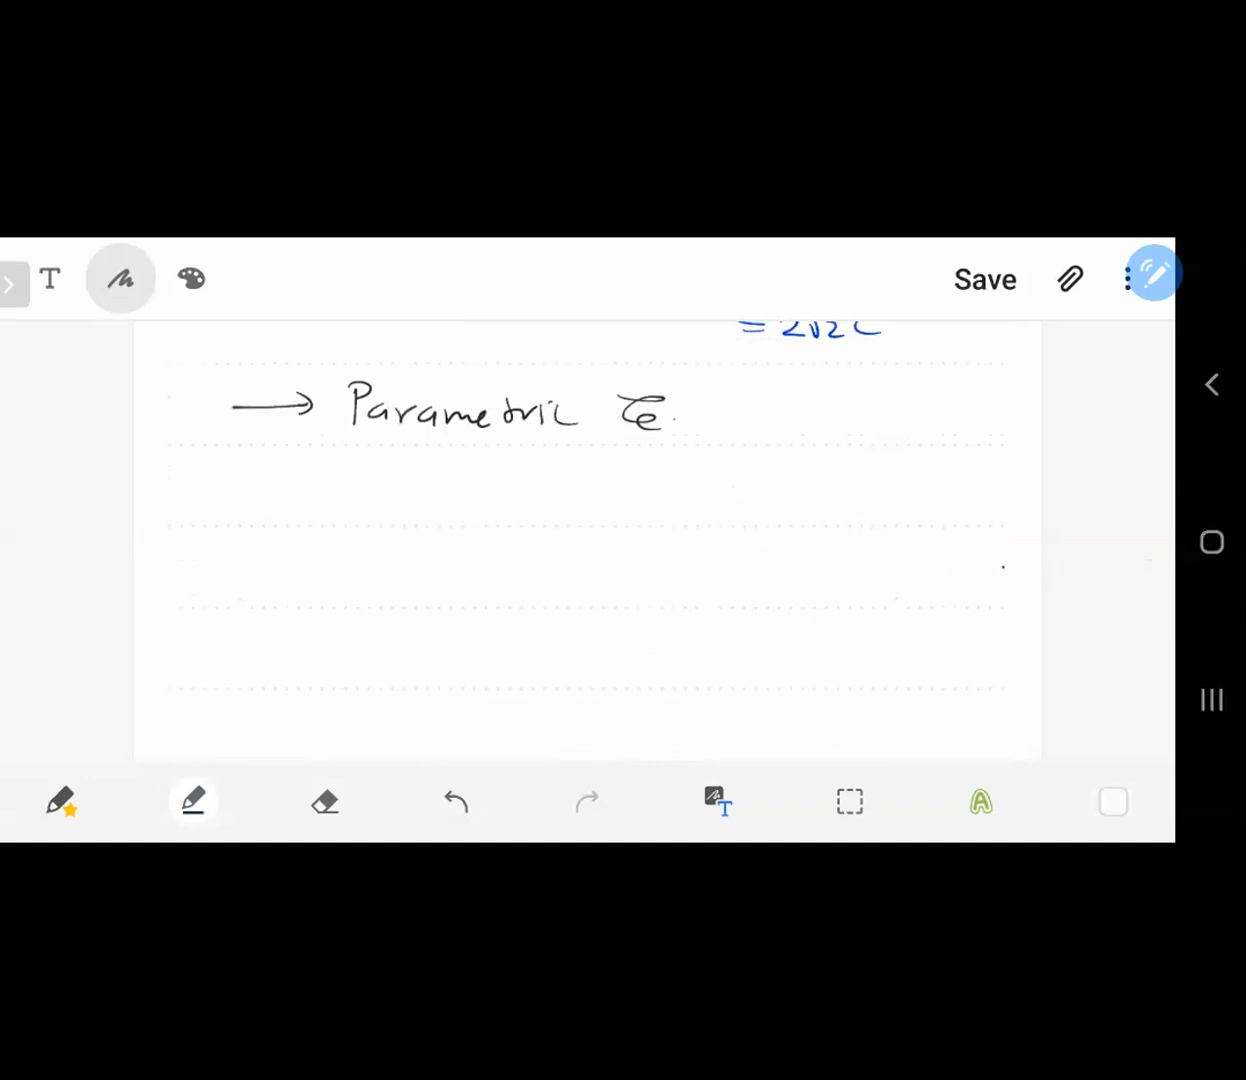 T Save
= 2√2 C
→ Parametric
T
A